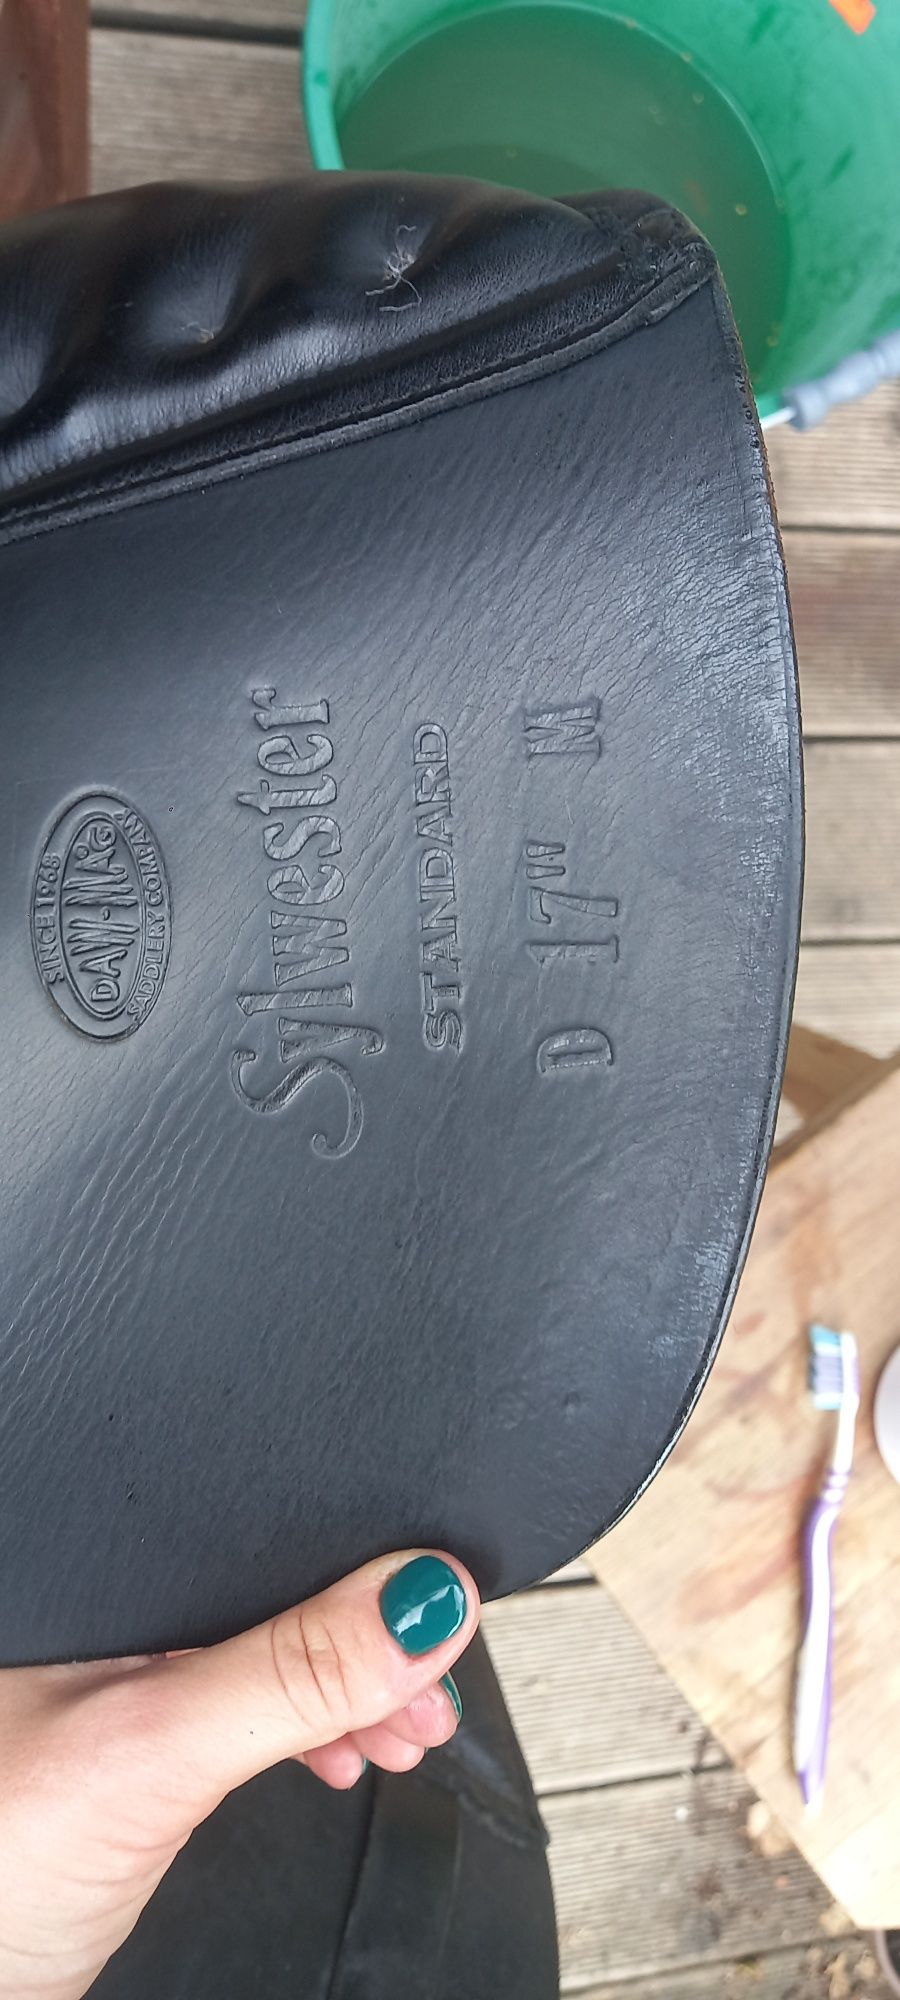 SINCE 1968
DAW-MAG
SADDLERY COMPANY
Sylwester
STANDARD
D 17" M